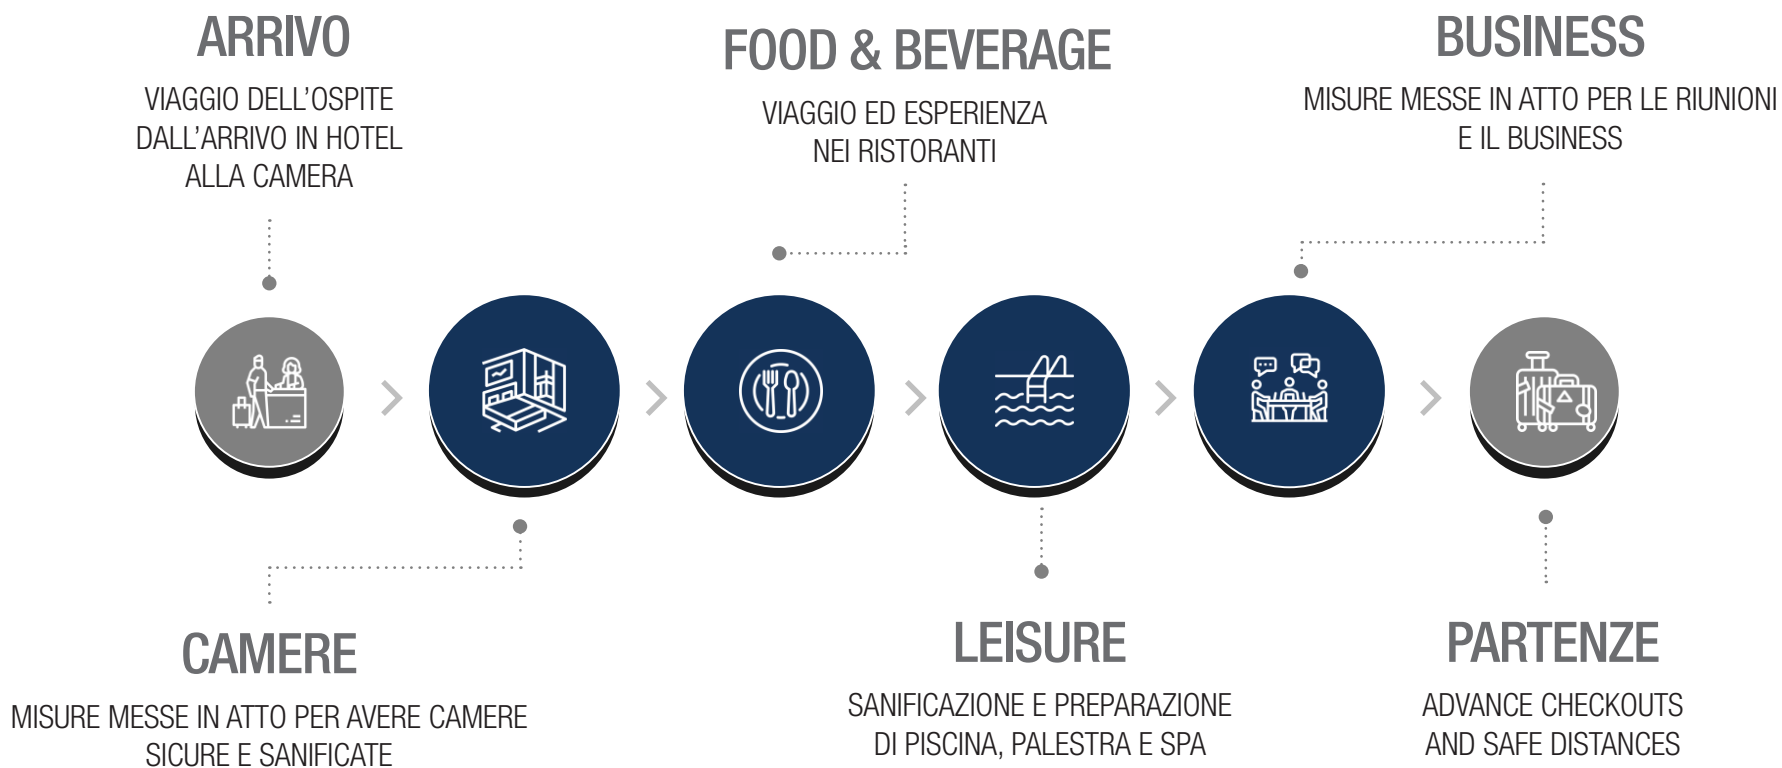 ARRIVO
VIAGGIO DELL'OSPITE
DALL'ARRIVO IN HOTEL
ALLA CAMERA
FOOD & BEVERAGE
VIAGGIO ED ESPERIENZA
NEI RISTORANTI
BUSINESS
MISURE MESSE IN ATTO PER LE RIUNIONI
E IL BUSINESS
CAMERE
MISURE MESSE IN ATTO PER AVERE CAMERE
SICURE E SANIFICATE
LEISURE
SANIFICAZIONE E PREPARAZIONE
DI PISCINA, PALESTRA E SPA
PARTENZE
ADVANCE CHECKOUTS
AND SAFE DISTANCES